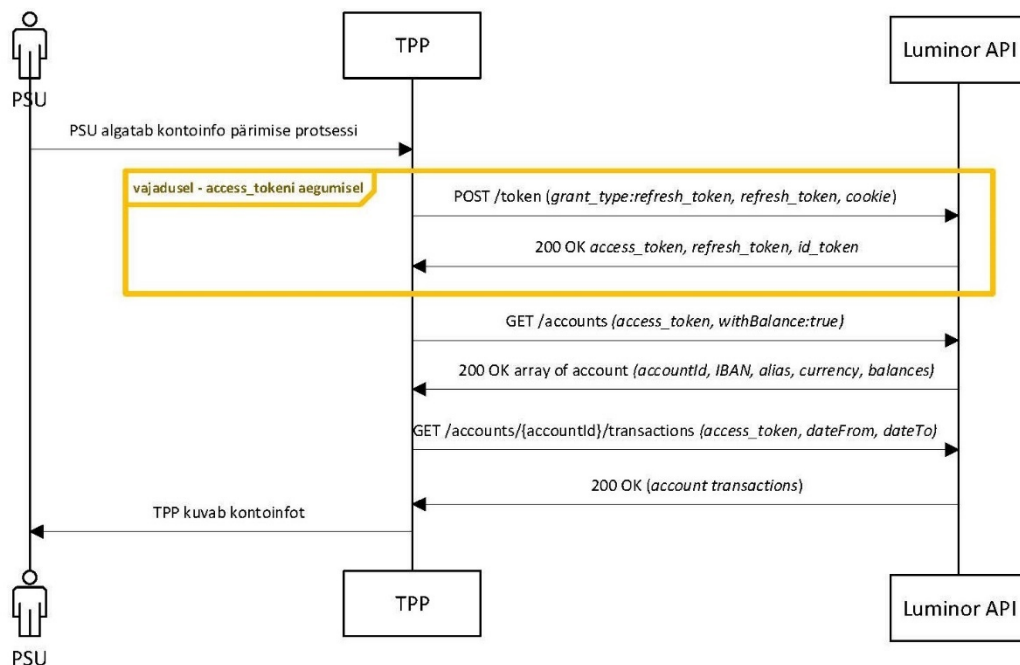 TPP
Luminor API
PSU
PSU algatab kontoinfo pärimise protsessi
vajadusel - access_tokeni aegumisel
POST /token (grant_type:refresh_token, refresh_token, cookie)
200 OK access_token, refresh_token, id_token
GET /accounts {access_token, withBalance:true}
200 OK array of account {accountId, IBAN, alias, currency, balances}
GET /accounts/{accountId}/transactions {access_token, dateFrom, dateTo}
200 OK (account transactions)
TPP kuvab kontoinfot
TPP
Luminor API
PSU